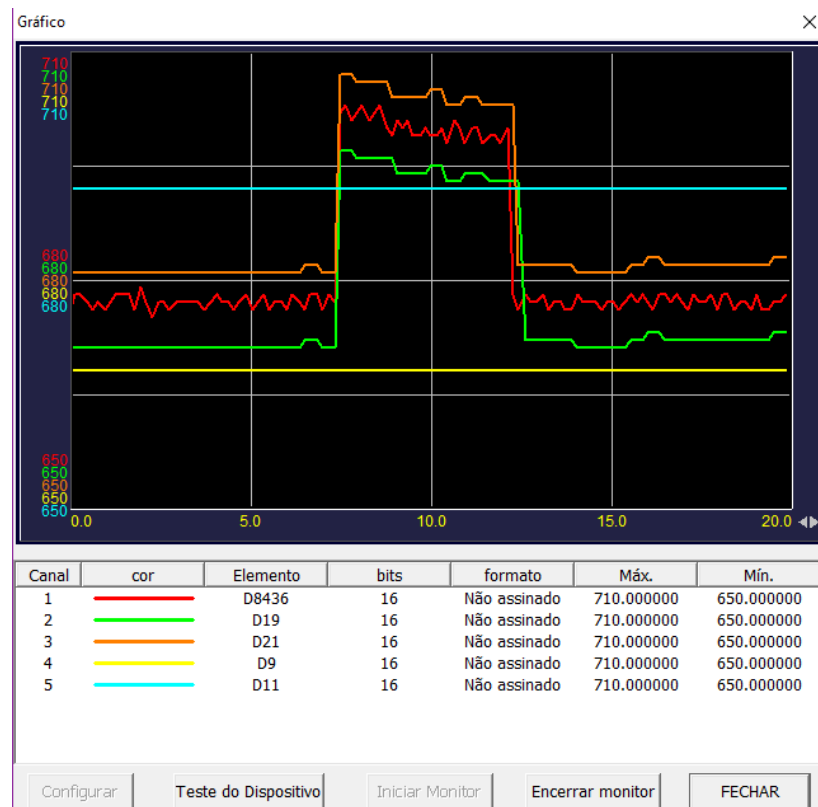 Gráfico
710
710
710
710
710
680
680
680
680
680
650
650
650
650
650
0.0 5.0 10.0 15.0 20.0
Canal cor Elemento bits formato Máx. Mín.
1 D8436 16 Não assinado 710.000000 650.000000
2 D19 16 Não assinado 710.000000 650.000000
3 D21 16 Não assinado 710.000000 650.000000
4 D9 16 Não assinado 710.000000 650.000000
5 D11 16 Não assinado 710.000000 650.000000
Configurar Teste do Dispositivo Iniciar Monitor Encerrar monitor FECHAR